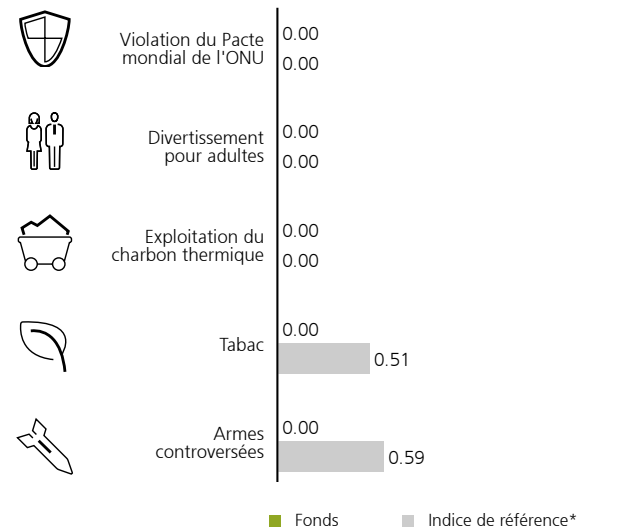 Violation du Pacte
mondial de l'ONU
0.00
0.00
Divertissement
pour adultes
0.00
0.00
Exploitation du
charbon thermique
0.00
0.00
Tabac
0.00
0.51
Armes
controversées
0.00
0.59
Fonds
Indice de référence*